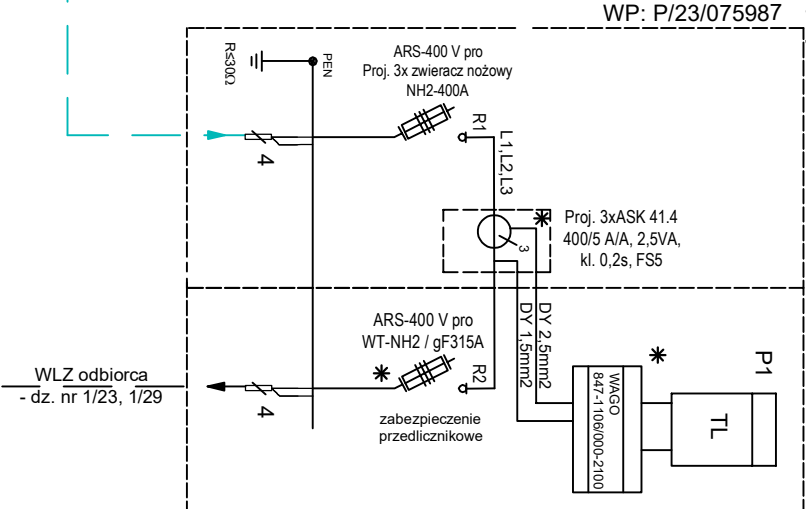 WP: P/23/075987
R≤30Ω
PEN
ARS-400 V pro
Proj. 3x zwieracz nożowy
NH2-400A
R1
4
L1,L2,L3
3
Proj. 3xASK 41.4
400/5 A/A, 2,5VA,
kl. 0,2s, FS5
ARS-400 V pro
WT-NH2 / gF315A
R2
zabezpieczenie
przedlicznikowe
DY 1,5mm2
DY 2,5mm2
WAGO
847-1106/000-2100
TL
P1
WLZ odbiorca
- dz. nr 1/23, 1/29
4